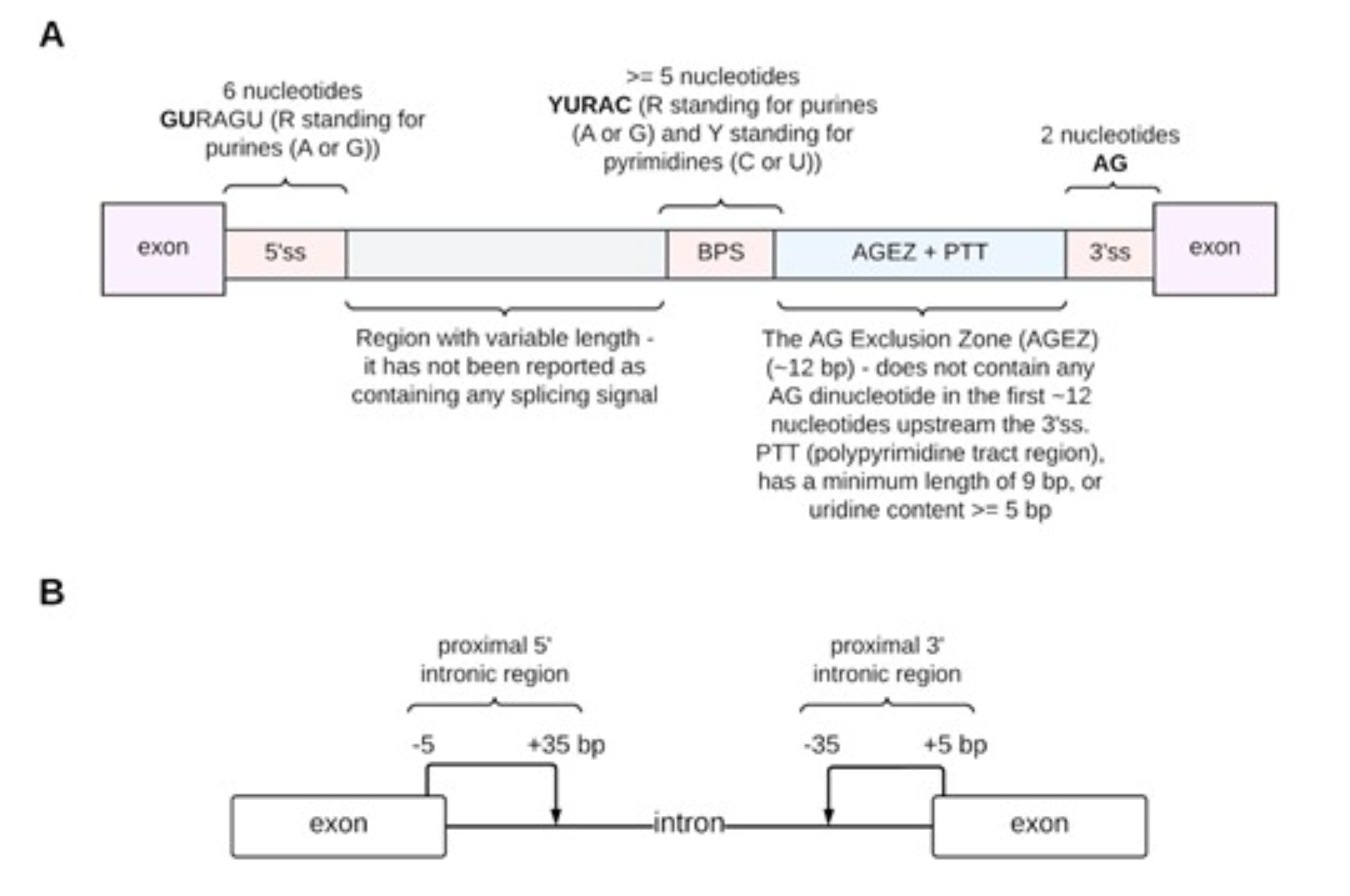 A
6 nucleotides
GURAGU (R standing for
purines (A or G))
>= 5 nucleotides
YURAC (R standing for purines
(A or G) and Y standing for
pyrimidines (C or U))
2 nucleotides
AG
exon
5'ss
BPS
AGEZ + PTT
3'ss
exon
Region with variable length -
it has not been reported as
containing any splicing signal
The AG Exclusion Zone (AGEZ)
(~12 bp) - does not contain any
AG dinucleotide in the first ~12
nucleotides upstream the 3'ss.
PTT (polypyrimidine tract region),
has a minimum length of 9 bp, or
uridine content >= 5 bp
B
proximal 5'
intronic region
proximal 3'
intronic region
-5
+35 bp
-35
+5 bp
exon
intron
exon